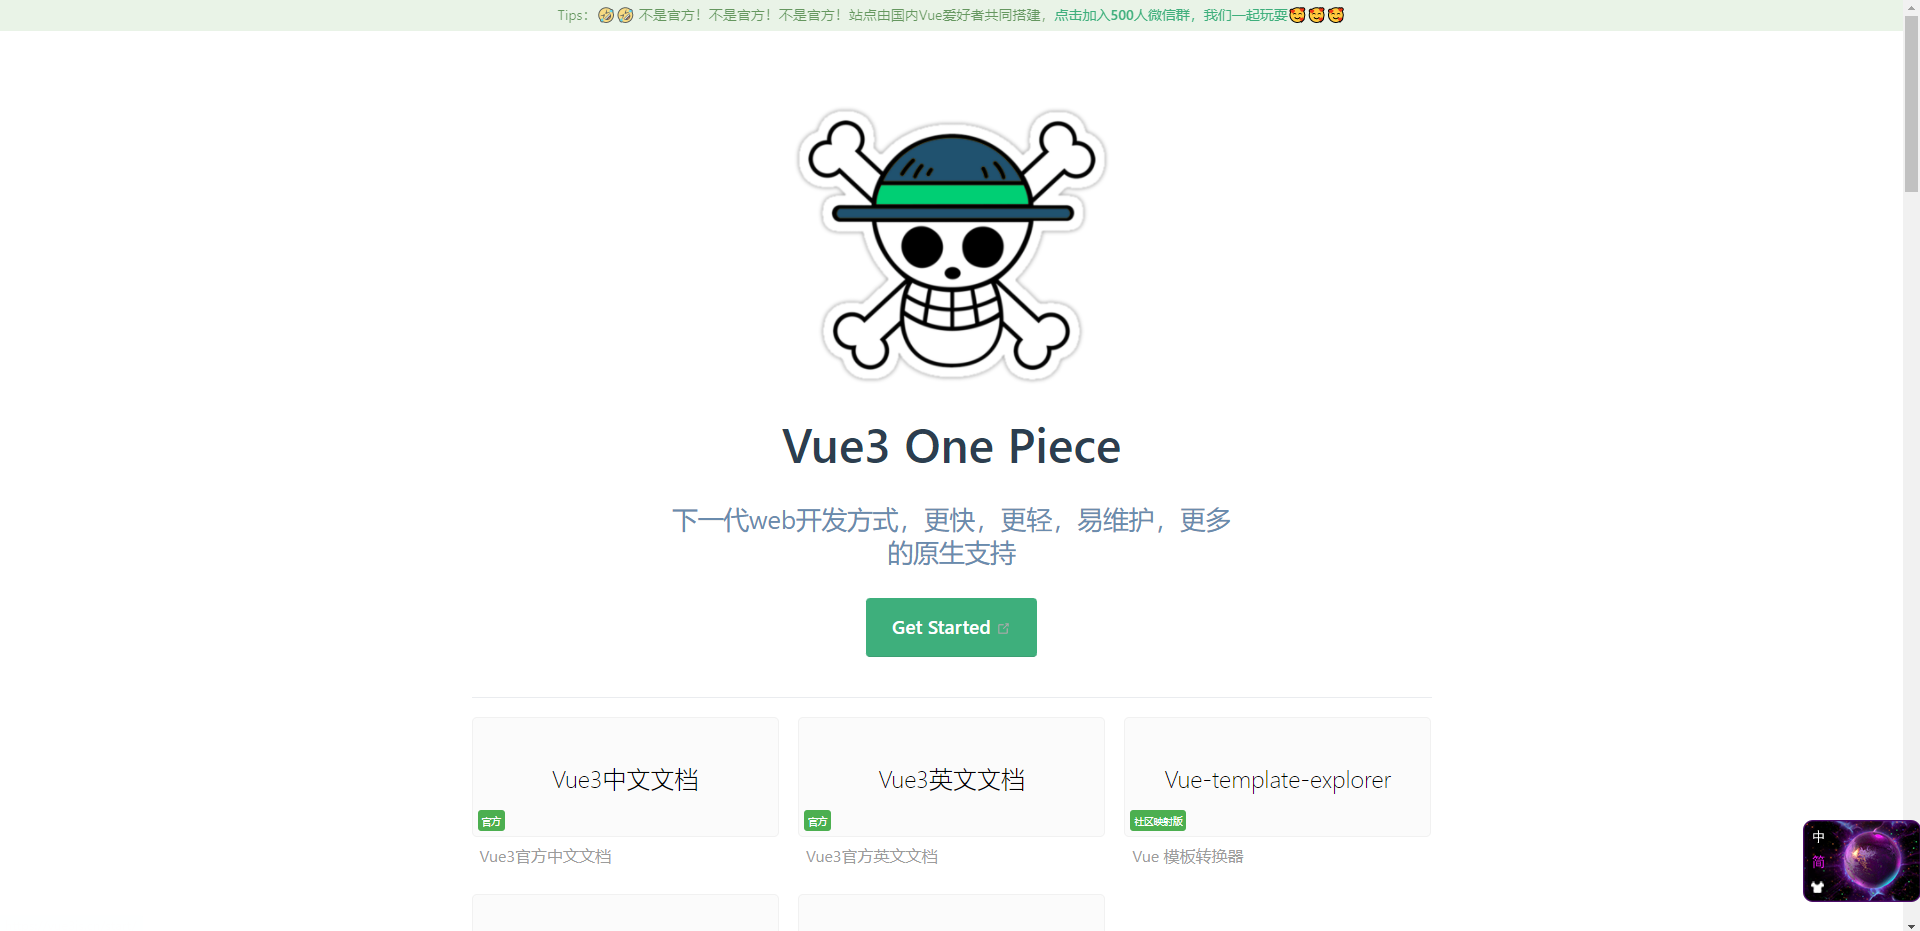 Tips：🤣🤣 不是官方！不是官方！不是官方！站点由国内Vue爱好者共同搭建，点击加入500人微信群，我们一起玩耍🥰🥰🥰
Vue3 One Piece
下一代web开发方式，更快，更轻，易维护，更多
的原生支持
Get Started
Vue3中文文档
官方
Vue3官方中文文档
Vue3英文文档
官方
Vue3官方英文文档
Vue-template-explorer
社区映射版
Vue 模板转换器
中
简